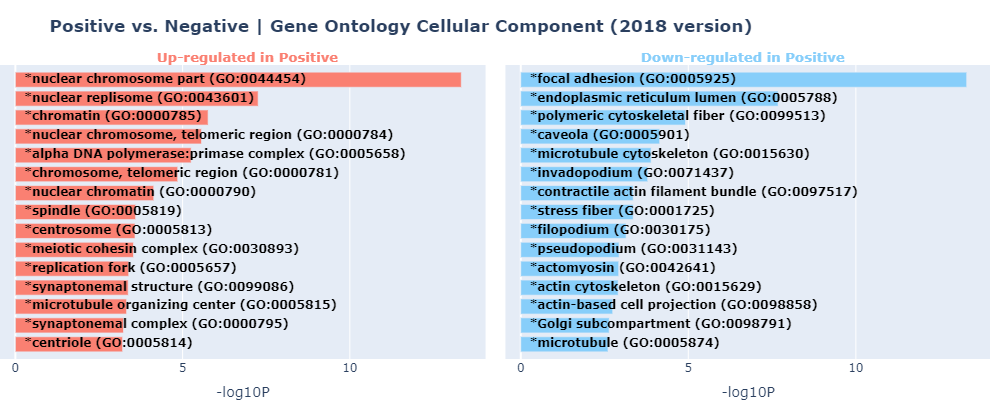 Positive vs. Negative | Gene Ontology Cellular Component (2018 version)
Up-regulated in Positive
*nuclear chromosome part (GO:0044454)
*nuclear replisome (GO:0043601)
*chromatin (GO:0000785)
*nuclear chromosome, telomeric region (GO:0000784)
*alpha DNA polymerase:primase complex (GO:0005658)
*chromosome, telomeric region (GO:0000781)
*nuclear chromatin (GO:0000790)
*spindle (GO:0005819)
*centrosome (GO:0005813)
*meiotic cohesin complex (GO:0030893)
*replication fork (GO:0005657)
*synaptonemal structure (GO:0099086)
*microtubule organizing center (GO:0005815)
*synaptonemal complex (GO:0000795)
*centriole (GO:0005814)
0 5 10
-log10P
Down-regulated in Positive
*focal adhesion (GO:0005925)
*endoplasmic reticulum lumen (GO:0005788)
*polymeric cytoskeletal fiber (GO:0099513)
*caveola (GO:0005901)
*microtubule cytoskeleton (GO:0015630)
*invadopodium (GO:0071437)
*contractile actin filament bundle (GO:0097517)
*stress fiber (GO:0001725)
*filopodium (GO:0030175)
*pseudopodium (GO:0031143)
*actomyosin (GO:0042641)
*actin cytoskeleton (GO:0015629)
*actin-based cell projection (GO:0098858)
*Golgi subcompartment (GO:0098791)
*microtubule (GO:0005874)
0 5 10
-log10P